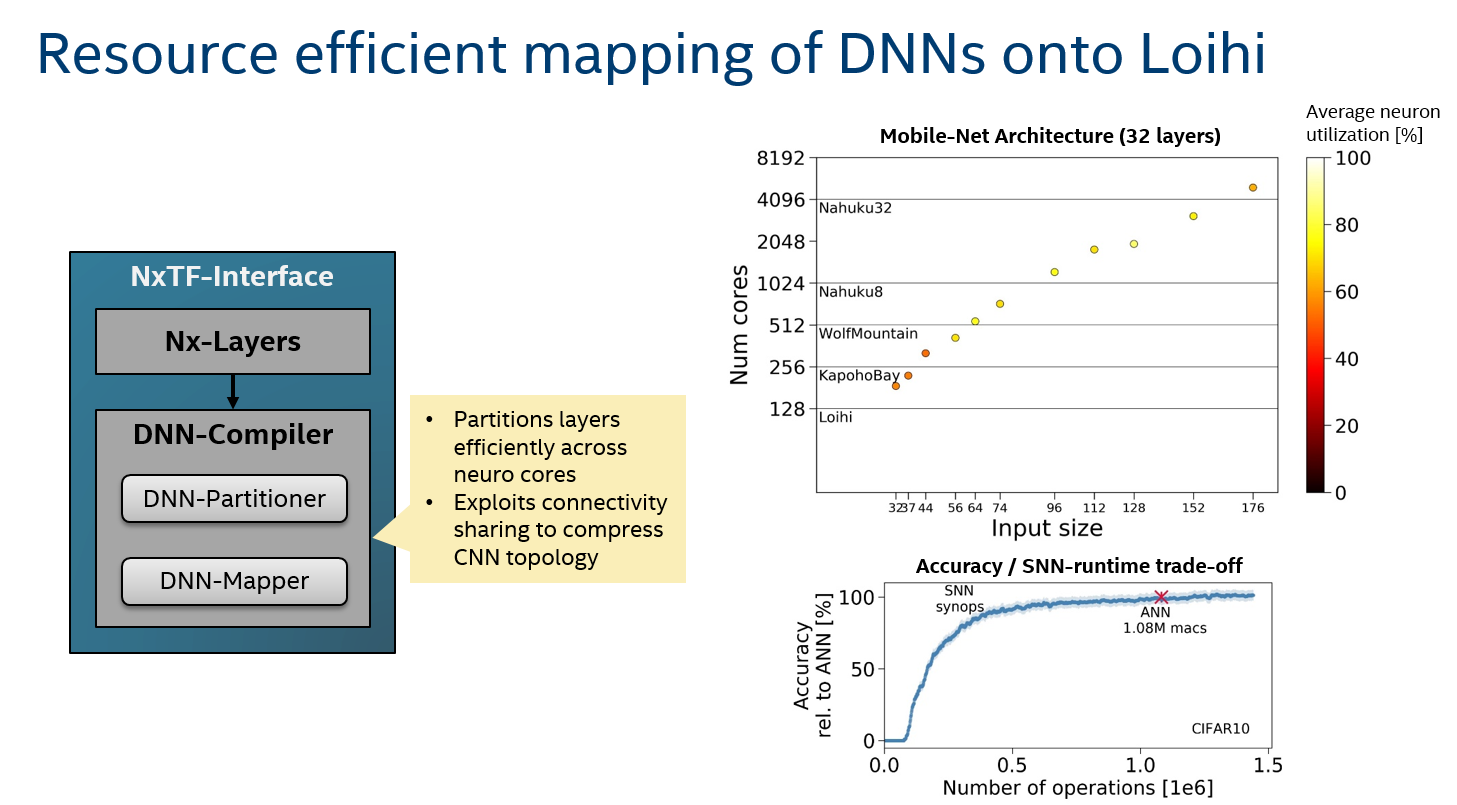 Resource efficient mapping of DNNs onto Loihi
NxTF-Interface
Nx-Layers
DNN-Compiler
DNN-Partitioner
DNN-Mapper
• Partitions layers
efficiently across
neuro cores
• Exploits connectivity
sharing to compress
CNN topology
Mobile-Net Architecture (32 layers)
Num cores
8192
4096
2048
1024
512
256
128
Nahuku32
Nahuku8
WolfMountain
KapohoBay
Loihi
32 37 44 56 64 74 96 112 128 152 176
Input size
Average neuron
utilization [%]
100
80
60
40
20
0
Accuracy / SNN-runtime trade-off
Accuracy
rel. to ANN [%]
100
50
0
SNN
synops
ANN
1.08M macs
CIFAR10
0.0 0.5 1.0 1.5
Number of operations [1e6]